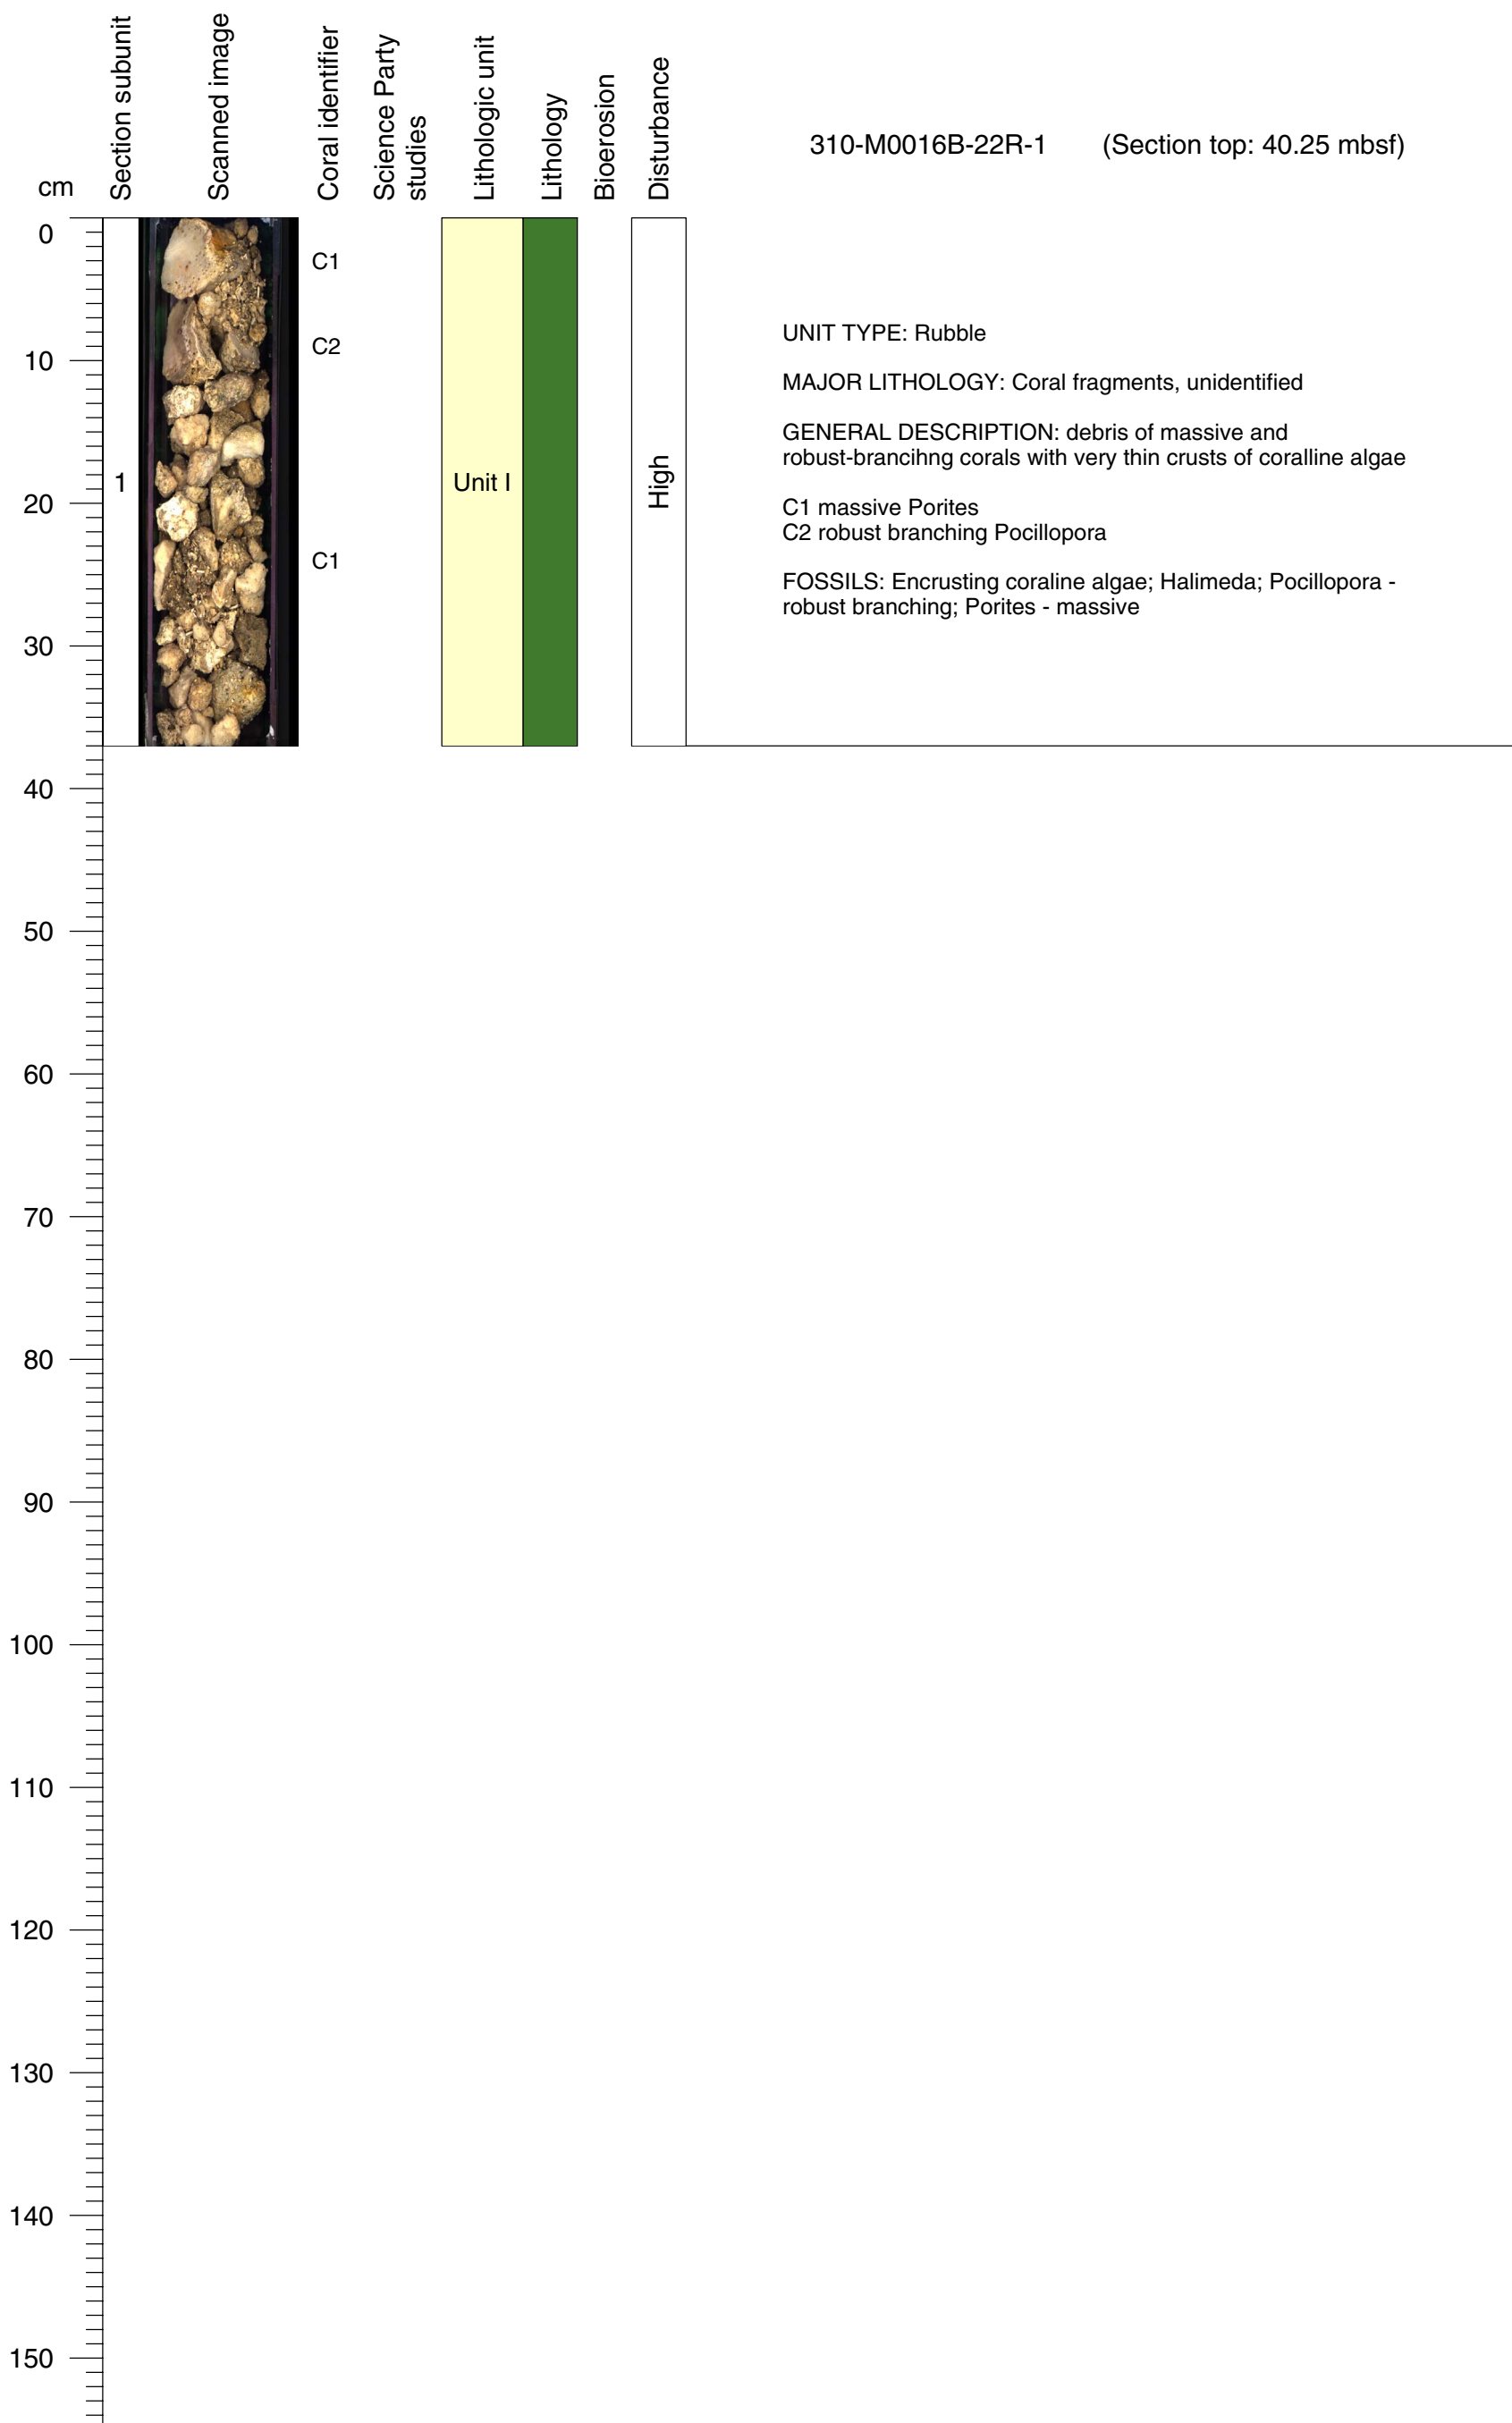 cm
Section subunit
Scanned image
Coral identifier
Science Party
studies
Lithologic unit
Lithology
Bioerosion
Disturbance
310-M0016B-22R-1 (Section top: 40.25 mbsf)
0
10
20
30
40
50
60
70
80
90
100
110
120
130
140
150
1
C1
C2
C1
Unit I
High
UNIT TYPE: Rubble
MAJOR LITHOLOGY: Coral fragments, unidentified
GENERAL DESCRIPTION: debris of massive and
robust-brancihng corals with very thin crusts of coralline algae
C1 massive Porites
C2 robust branching Pocillopora
FOSSILS: Encrusting coraline algae; Halimeda; Pocillopora -
robust branching; Porites - massive